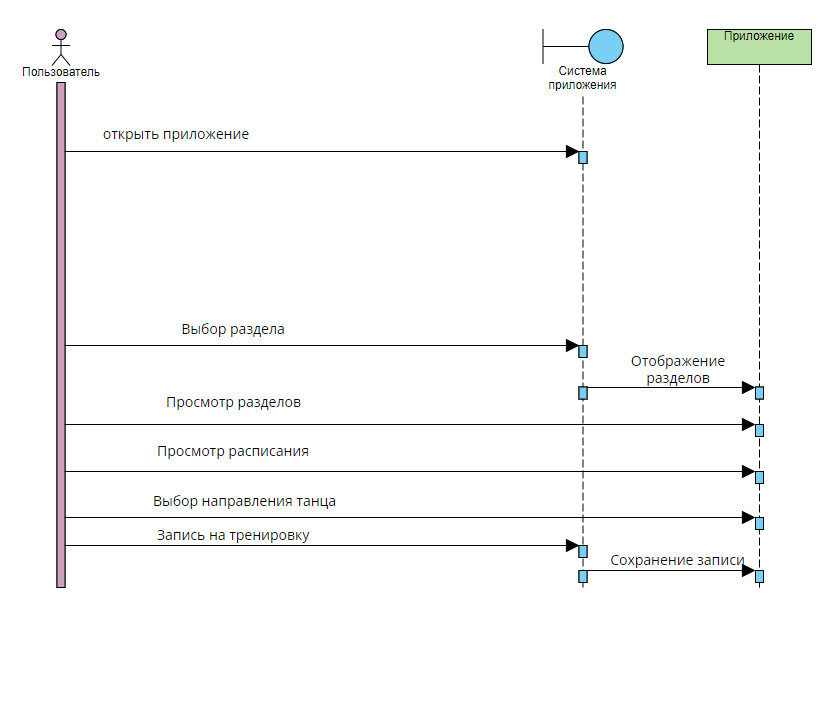 Пользователь
Система
приложения
Приложение
открыть приложение
Выбор раздела
Отображение
разделов
Просмотр разделов
Просмотр расписания
Выбор направления танца
Запись на тренировку
Сохранение записи